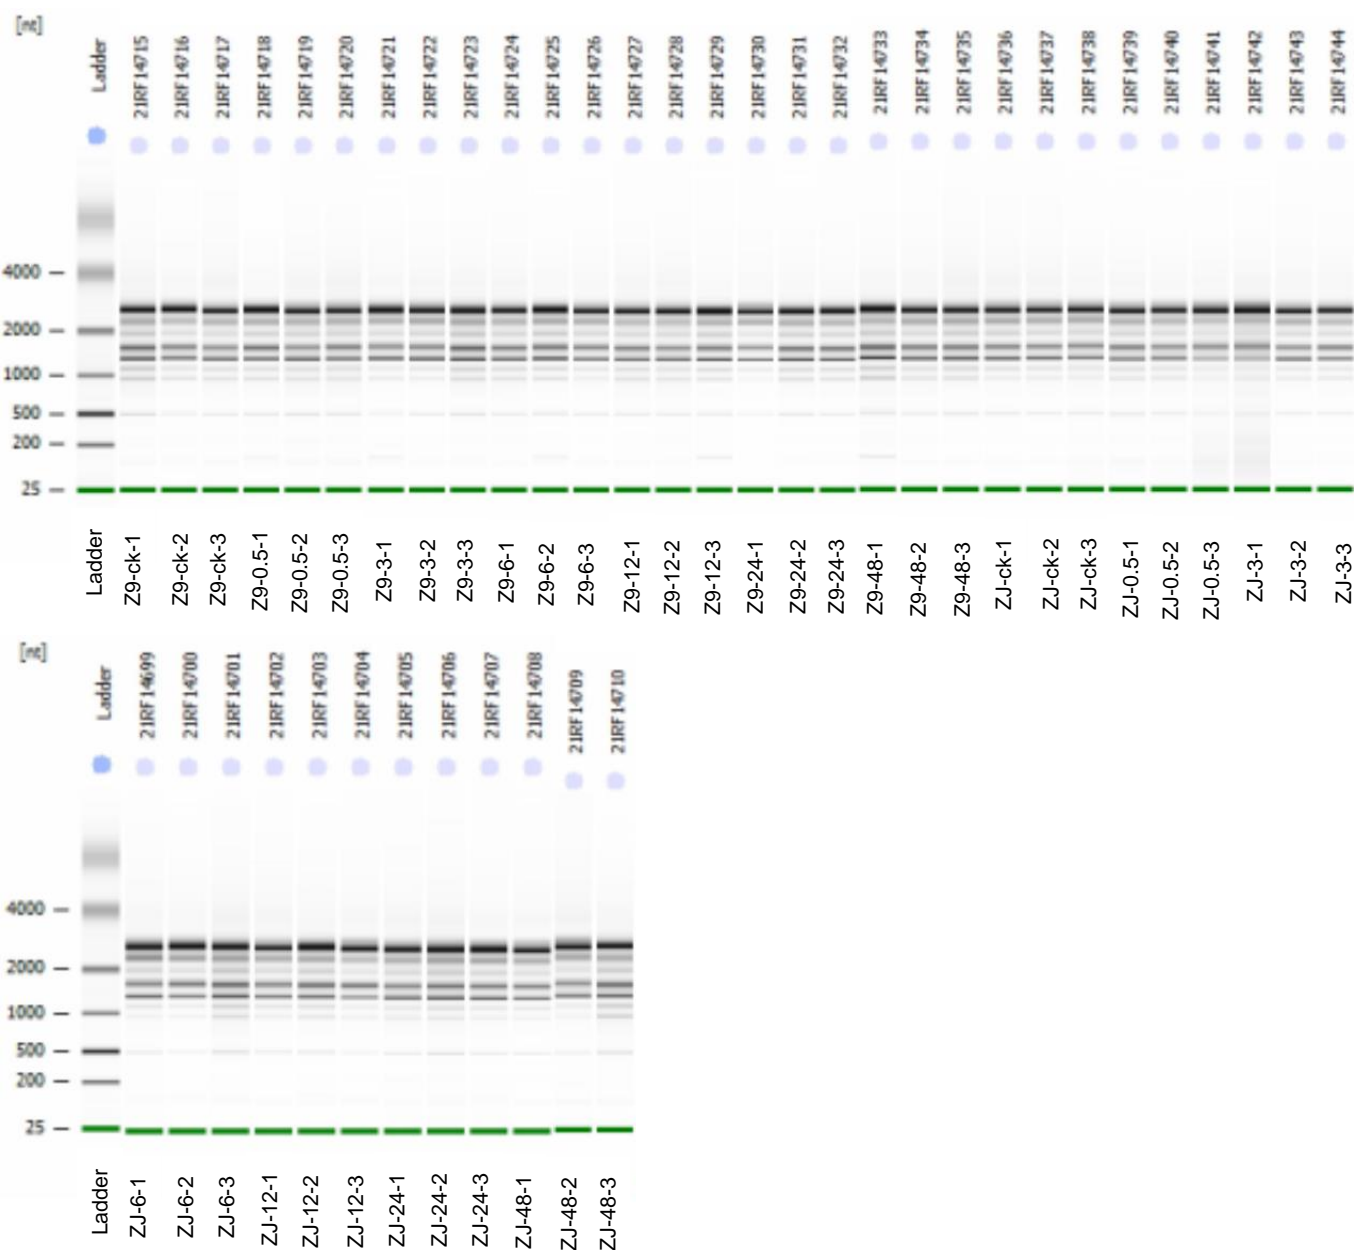 [nt]
Ladder 21RF14715 21RF14716 21RF14717 21RF14718 21RF14719 21RF14720 21RF14721 21RF14722 21RF14723 21RF14724 21RF14725 21RF14726 21RF14727 21RF14728 21RF14729 21RF14730 21RF14731 21RF14732 21RF14733 21RF14734 21RF14735 21RF14736 21RF14737 21RF14738 21RF14739 21RF14740 21RF14741 21RF14742 21RF14743 21RF14744
4000
2000
1000
500
200
25
Ladder Z9-ck-1 Z9-ck-2 Z9-ck-3 Z9-0.5-1 Z9-0.5-2 Z9-0.5-3 Z9-3-1 Z9-3-2 Z9-3-3 Z9-6-1 Z9-6-2 Z9-6-3 Z9-12-1 Z9-12-2 Z9-12-3 Z9-24-1 Z9-24-2 Z9-24-3 Z9-48-1 Z9-48-2 Z9-48-3 ZJ-ck-1 ZJ-ck-2 ZJ-ck-3 ZJ-0.5-1 ZJ-0.5-2 ZJ-0.5-3 ZJ-3-1 ZJ-3-2 ZJ-3-3
[nt]
Ladder 21RF14699 21RF14700 21RF14701 21RF14702 21RF14703 21RF14704 21RF14705 21RF14706 21RF14707 21RF14708 21RF14709 21RF14710
4000
2000
1000
500
200
25
Ladder ZJ-6-1 ZJ-6-2 ZJ-6-3 ZJ-12-1 ZJ-12-2 ZJ-12-3 ZJ-24-1 ZJ-24-2 ZJ-24-3 ZJ-48-1 ZJ-48-2 ZJ-48-3